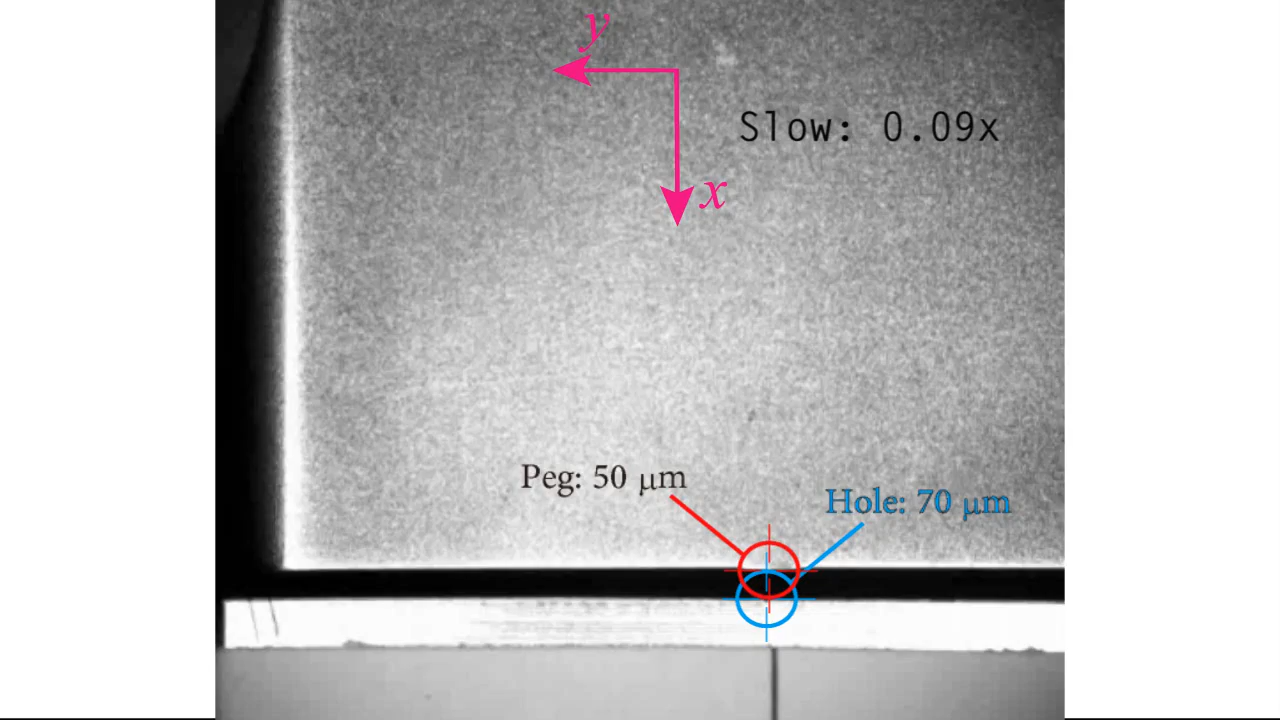 y
Slow: 0.09x
x
Peg: 50 μm
Hole: 70 μm